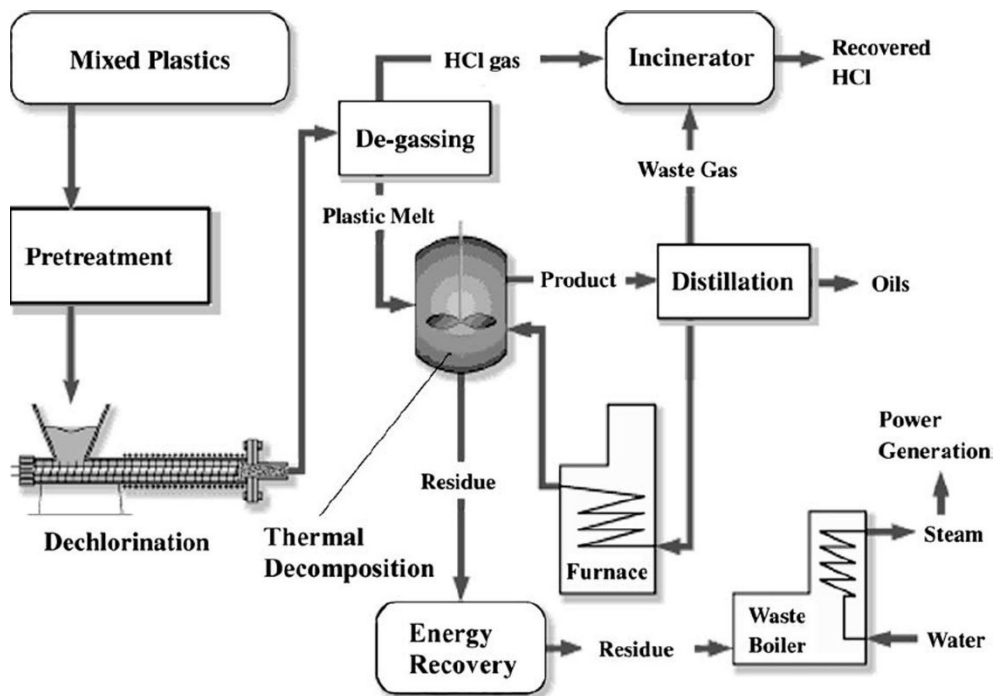 Mixed Plastics
HCl gas
Incinerator
Recovered
HCl
De-gassing
Waste Gas
Plastic Melt
Pretreatment
Product
Distillation
Oils
Power
Generation
Residue
Steam
Dechlorination
Thermal
Decomposition
Furnace
Energy
Recovery
Residue
Waste
Boiler
Water